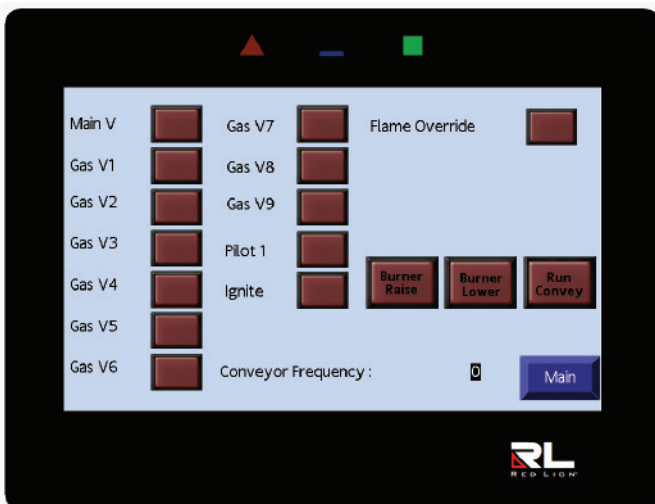 Main V
Gas V1
Gas V2
Gas V3
Gas V4
Gas V5
Gas V6
Gas V7
Gas V8
Gas V9
Pilot 1
Ignite
Flame Override
Burner
Raise
Burner
Lower
Run
Convey
Conveyor Frequency : 0
Main
RL
RED LION